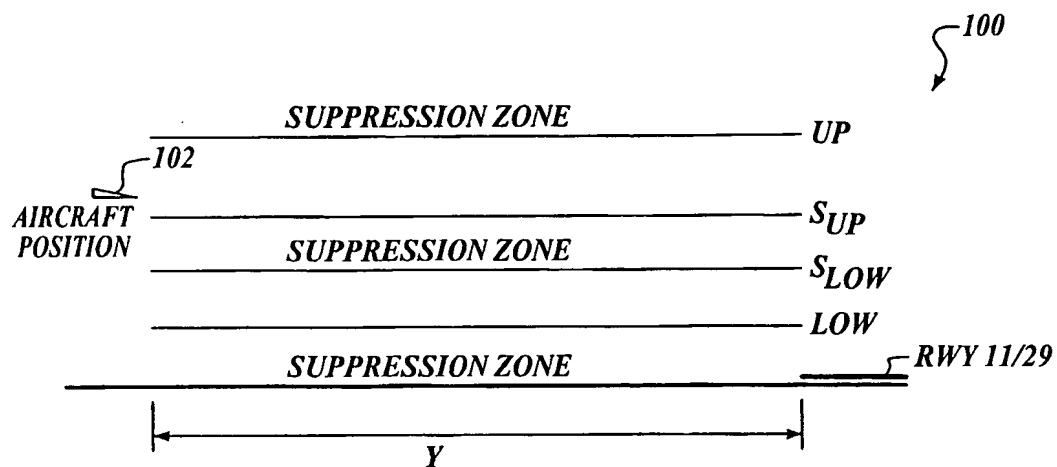 100
SUPPRESSION ZONE
UP
102
AIRCRAFT
POSITION
S_UP
SUPPRESSION ZONE
S_LOW
LOW
SUPPRESSION ZONE
RWY 11/29
Y